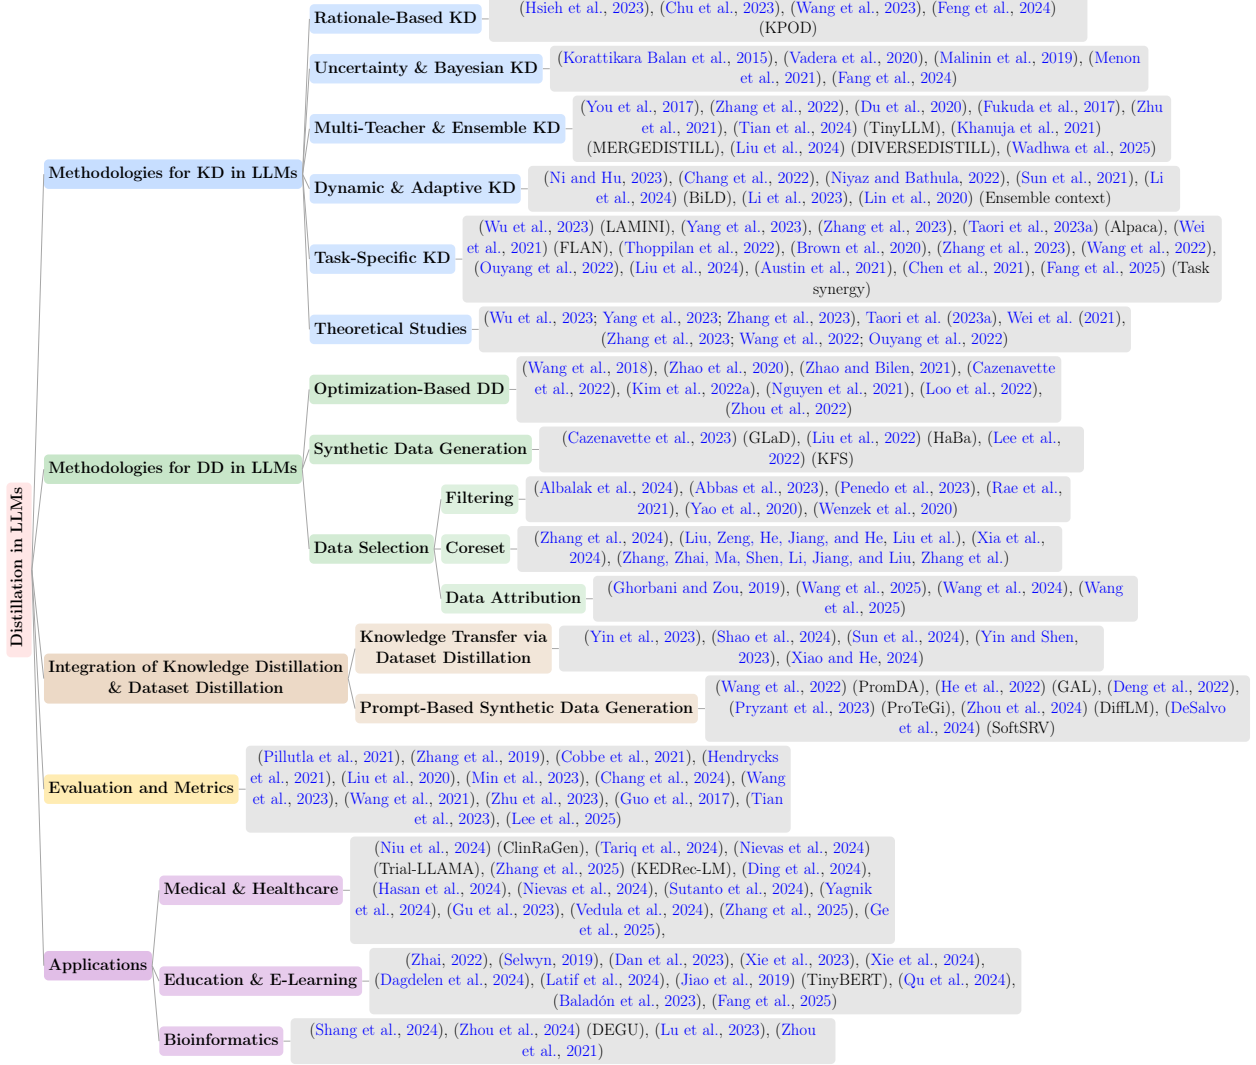 Distillation in LLMs
Methodologies for KD in LLMs
Rationale-Based KD
(Hsieh et al., 2023), (Chu et al., 2023), (Wang et al., 2023), (Feng et al., 2024)
(KPOD)
Uncertainty & Bayesian KD
(Korattikara Balan et al., 2015), (Vadera et al., 2020), (Malinin et al., 2019), (Menon
et al., 2021), (Fang et al., 2024)
Multi-Teacher & Ensemble KD
(You et al., 2017), (Zhang et al., 2022), (Du et al., 2020), (Fukuda et al., 2017), (Zhu
et al., 2021), (Tian et al., 2024) (TinyLLM), (Khanuja et al., 2021)
(MERGEDISTILL), (Liu et al., 2024) (DIVERSEDISTILL), (Wadhwa et al., 2025)
Dynamic & Adaptive KD
(Ni and Hu, 2023), (Chang et al., 2022), (Niyaz and Bathula, 2022), (Sun et al., 2021), (Li
et al., 2024) (BiLD), (Li et al., 2023), (Lin et al., 2020) (Ensemble context)
Task-Specific KD
(Wu et al., 2023) (LAMINI), (Yang et al., 2023), (Zhang et al., 2023), (Taori et al., 2023a) (Alpaca), (Wei
et al., 2021) (FLAN), (Thoppilan et al., 2022), (Brown et al., 2020), (Zhang et al., 2023), (Wang et al., 2022),
(Ouyang et al., 2022), (Liu et al., 2024), (Austin et al., 2021), (Chen et al., 2021), (Fang et al., 2025) (Task
synergy)
Theoretical Studies
(Wu et al., 2023; Yang et al., 2023; Zhang et al., 2023), Taori et al. (2023a), Wei et al. (2021),
(Zhang et al., 2023; Wang et al., 2022; Ouyang et al., 2022)
Methodologies for DD in LLMs
Optimization-Based DD
(Wang et al., 2018), (Zhao et al., 2020), (Zhao and Bilen, 2021), (Cazenavette
et al., 2022), (Kim et al., 2022a), (Nguyen et al., 2021), (Loo et al., 2022),
(Zhou et al., 2022)
Synthetic Data Generation
(Cazenavette et al., 2023) (GLaD), (Liu et al., 2022) (HaBa), (Lee et al.,
2022) (KFS)
Data Selection
Filtering
(Albalak et al., 2024), (Abbas et al., 2023), (Penedo et al., 2023), (Rae et al.,
2021), (Yao et al., 2020), (Wenzek et al., 2020)
Coreset
(Zhang et al., 2024), (Liu, Zeng, He, Jiang, and He, Liu et al.), (Xia et al.,
2024), (Zhang, Zhai, Ma, Shen, Li, Jiang, and Liu, Zhang et al.)
Data Attribution
(Ghorbani and Zou, 2019), (Wang et al., 2025), (Wang et al., 2024), (Wang
et al., 2025)
Integration of Knowledge Distillation
& Dataset Distillation
Knowledge Transfer via
Dataset Distillation
(Yin et al., 2023), (Shao et al., 2024), (Sun et al., 2024), (Yin and Shen,
2023), (Xiao and He, 2024)
Prompt-Based Synthetic Data Generation
(Wang et al., 2022) (PromDA), (He et al., 2022) (GAL), (Deng et al., 2022),
(Pryzant et al., 2023) (ProTeGi), (Zhou et al., 2024) (DiffLM), (DeSalvo
et al., 2024) (SoftSRV)
Evaluation and Metrics
(Pillutla et al., 2021), (Zhang et al., 2019), (Cobbe et al., 2021), (Hendrycks
et al., 2021), (Liu et al., 2020), (Min et al., 2023), (Chang et al., 2024), (Wang
et al., 2023), (Wang et al., 2021), (Zhu et al., 2023), (Guo et al., 2017), (Tian
et al., 2023), (Lee et al., 2025)
Applications
Medical & Healthcare
(Niu et al., 2024) (ClinRaGen), (Tariq et al., 2024), (Nievas et al., 2024)
(Trial-LLAMA), (Zhang et al., 2025) (KEDRec-LM), (Ding et al., 2024),
(Hasan et al., 2024), (Nievas et al., 2024), (Sutanto et al., 2024), (Yagnik
et al., 2024), (Gu et al., 2023), (Vedula et al., 2024), (Zhang et al., 2025), (Ge
et al., 2025),
Education & E-Learning
(Zhai, 2022), (Selwyn, 2019), (Dan et al., 2023), (Xie et al., 2023), (Xie et al., 2024),
(Dagdelen et al., 2024), (Latif et al., 2024), (Jiao et al., 2019) (TinyBERT), (Qu et al., 2024),
(Baladón et al., 2023), (Fang et al., 2025)
Bioinformatics
(Shang et al., 2024), (Zhou et al., 2024) (DEGU), (Lu et al., 2023), (Zhou
et al., 2021)